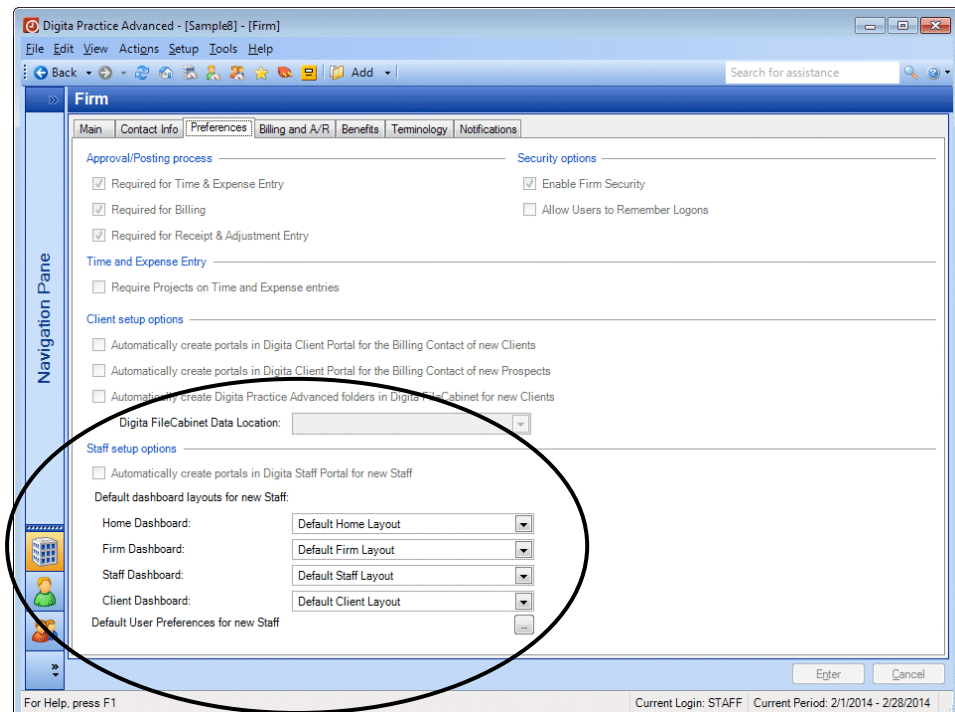 Digita Practice Advanced - [Sample8] - [Firm]
File Edit View Actions Setup Tools Help
Back Add Search for assistance
Firm
Main Contact Info Preferences Billing and A/R Benefits Terminology Notifications
Approval/Posting process Security options
Required for Time & Expense Entry Enable Firm Security
Required for Billing Allow Users to Remember Logons
Required for Receipt & Adjustment Entry
Time and Expense Entry
Require Projects on Time and Expense entries
Client setup options
Automatically create portals in Digita Client Portal for the Billing Contact of new Clients
Automatically create portals in Digita Client Portal for the Billing Contact of new Prospects
Automatically create Digita Practice Advanced folders in Digita FileCabinet for new Clients
Digita FileCabinet Data Location:
Staff setup options
Automatically create portals in Digita Staff Portal for new Staff
Default dashboard layouts for new Staff:
Home Dashboard: Default Home Layout
Firm Dashboard: Default Firm Layout
Staff Dashboard: Default Staff Layout
Client Dashboard: Default Client Layout
Default User Preferences for new Staff ...
Navigation Pane
Enter Cancel
For Help, press F1 Current Login: STAFF Current Period: 2/1/2014 - 2/28/2014